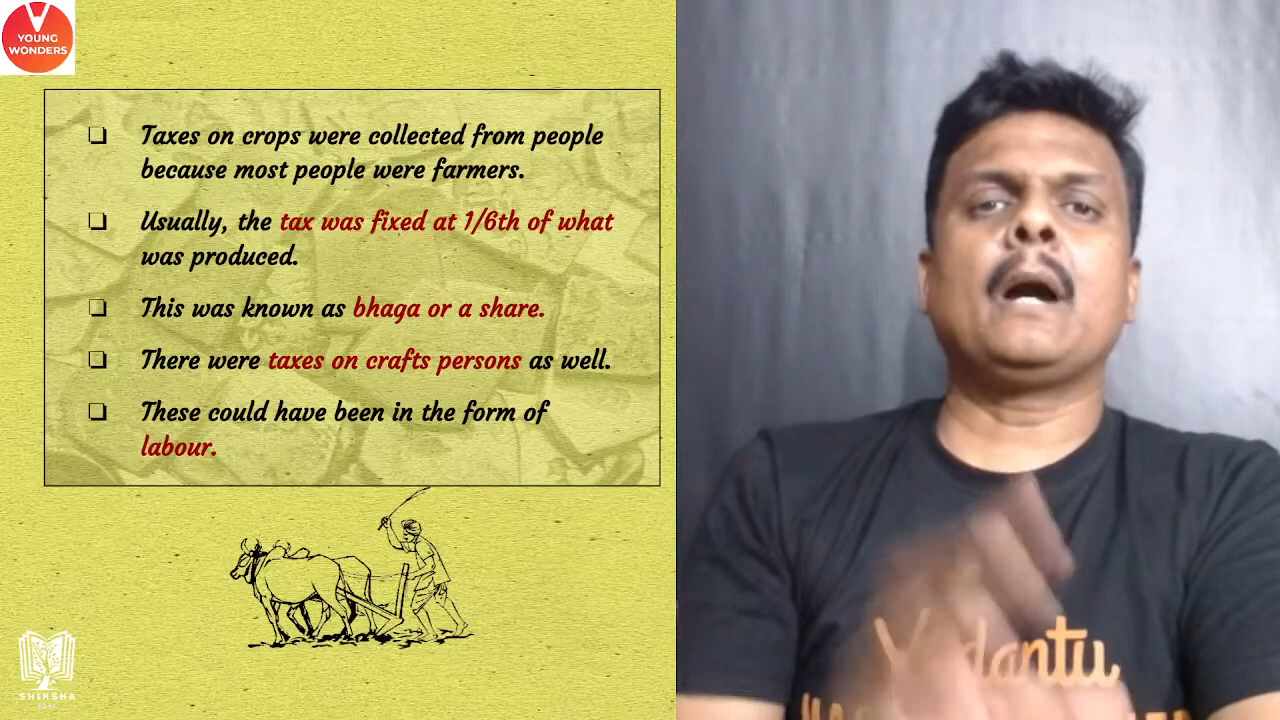 YOUNG
WONDERS
❑ Taxes on crops were collected from people
because most people were farmers.
❑ Usually, the tax was fixed at 1/6th of what
was produced.
❑ This was known as bhaga or a share.
❑ There were taxes on crafts persons as well.
❑ These could have been in the form of
labour.
SHIKSHA
Vedantu